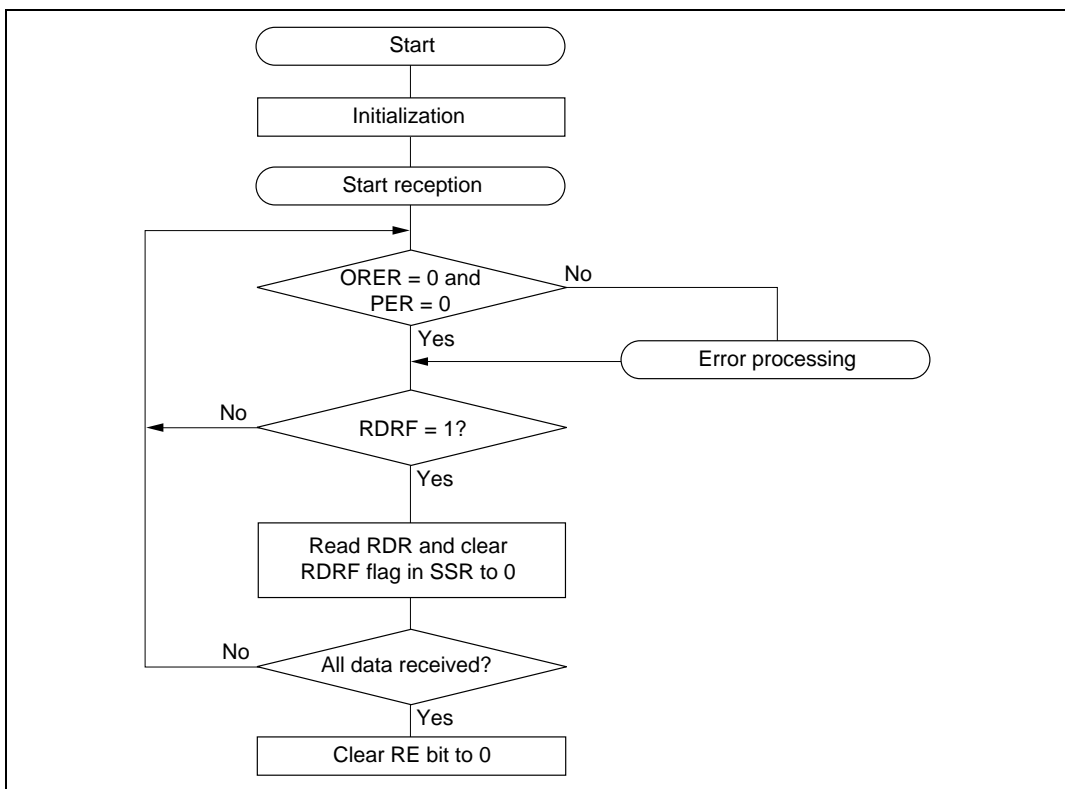 Start
Initialization
Start reception
ORER = 0 and
PER = 0
No
Yes
Error processing
No
RDRF = 1?
Yes
Read RDR and clear
RDRF flag in SSR to 0
No
All data received?
Yes
Clear RE bit to 0